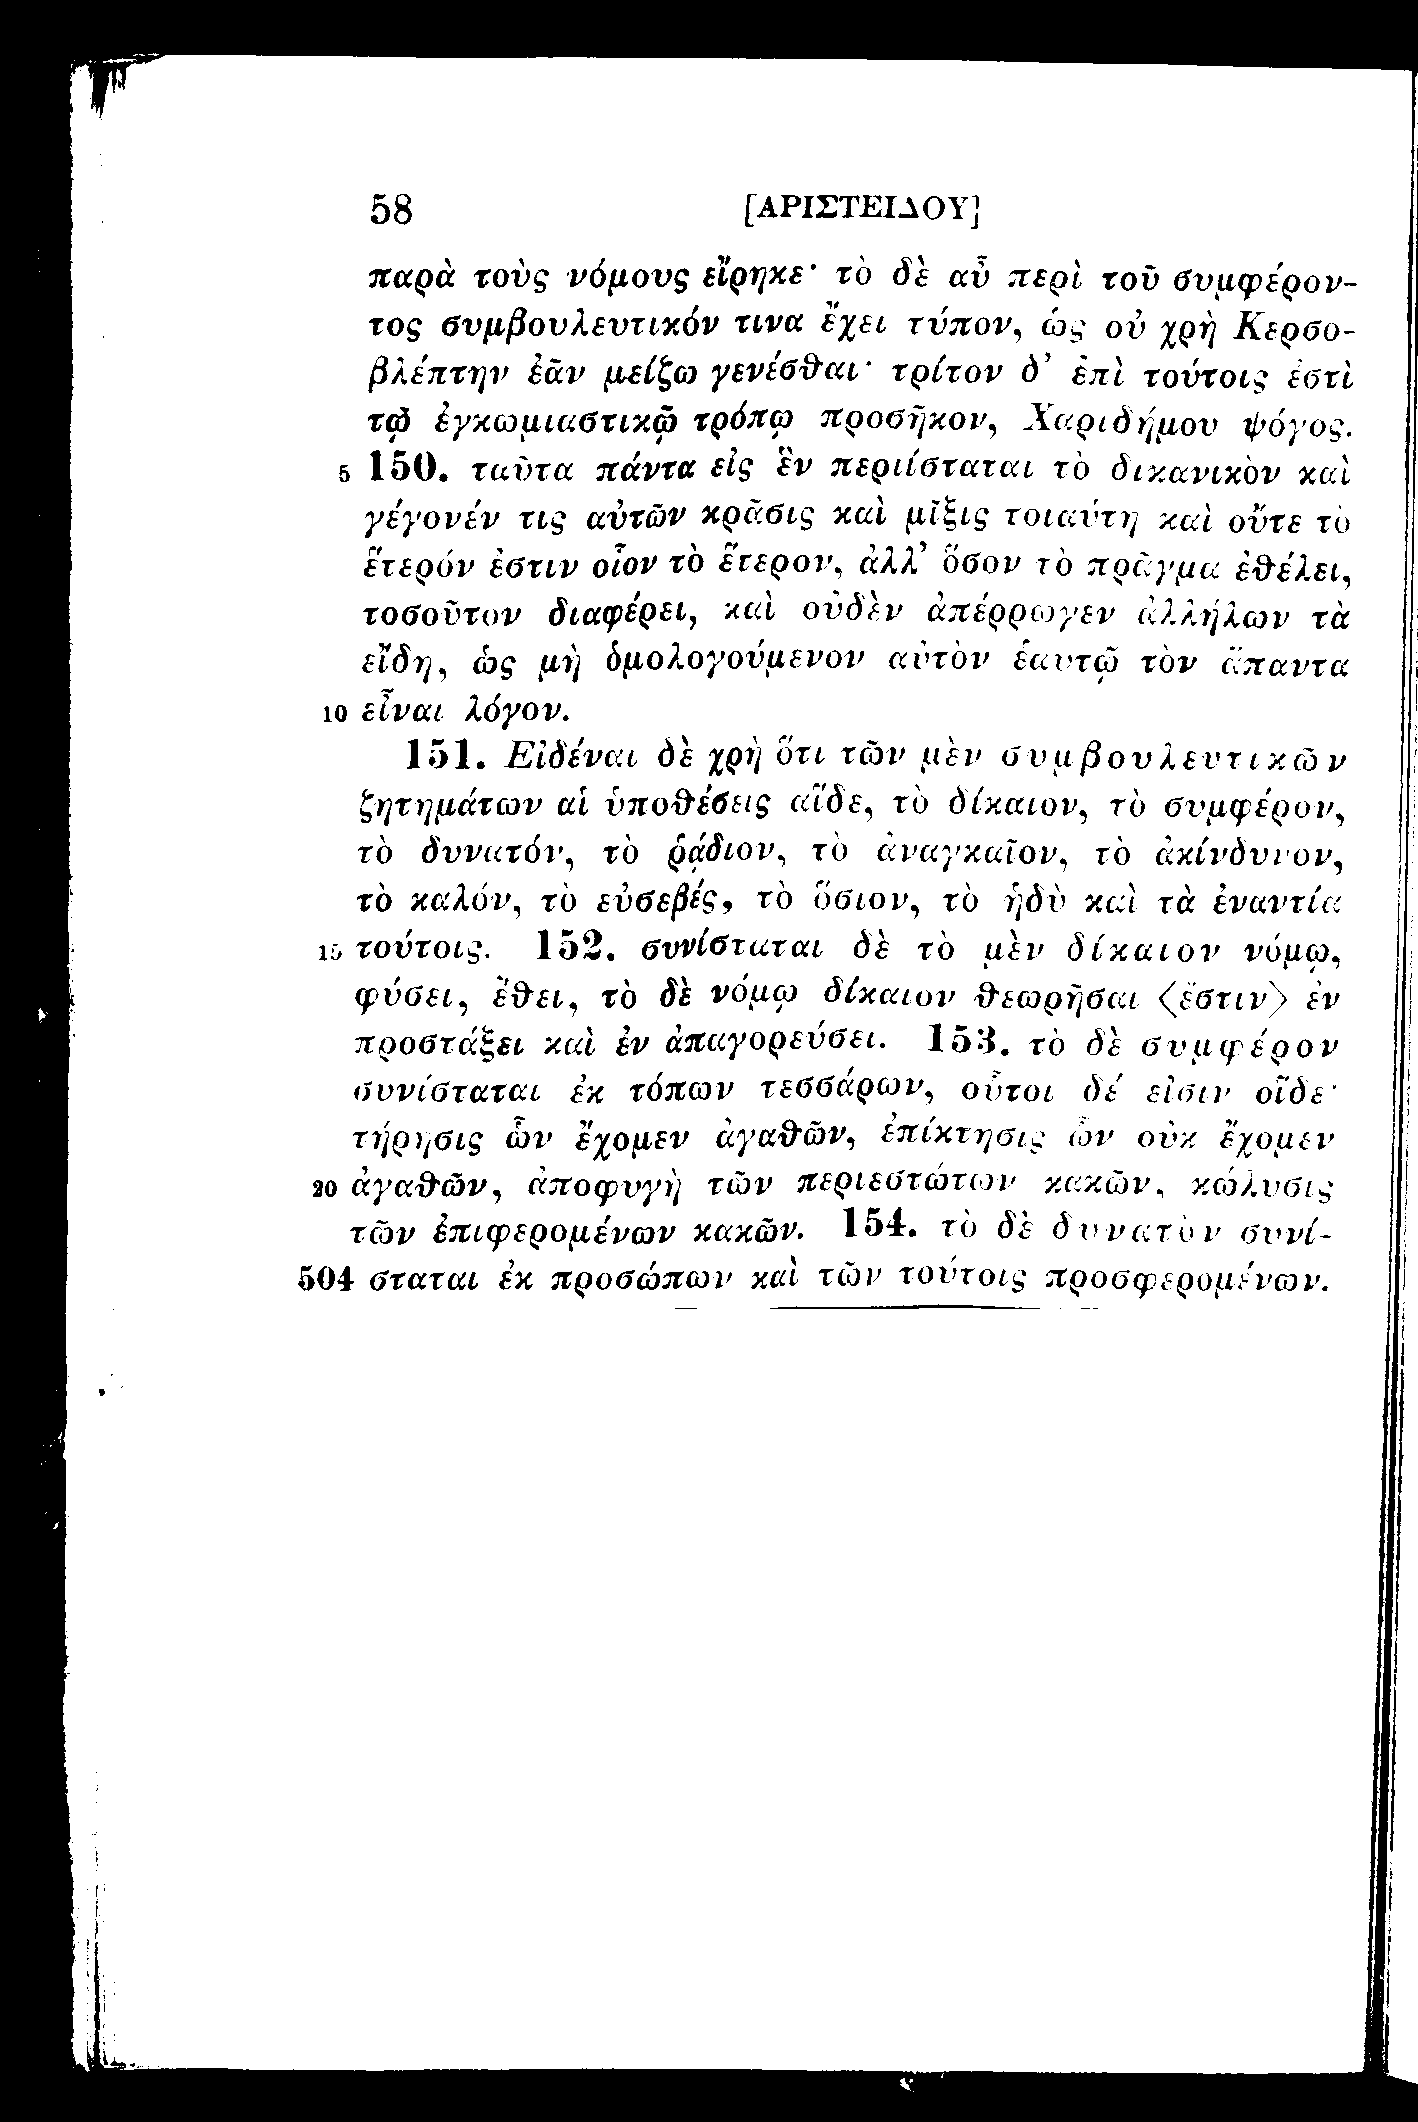 58 [ΑΡΙΣΤΕΙΔΟΥ]
παρὰ τοὺς νόμους εἴρηκε· τὸ δὲ αὖ περὶ τοῦ συμφέρον-
τος συμβουλευτικόν τινα ἔχει τύπον, ὡς οὐ χρὴ Κερσο-
βλέπτην ἐᾶν μείζω γενέσθαι· τρίτον δ’ ἐπὶ τούτοις ἐστὶ
τῷ ἐγκωμιαστικῷ τρόπῳ προσῆκον, Χαριδήμου ψόγος.
5 150. ταῦτα πάντα εἰς ἓν περιίσταται τὸ δικανικὸν καὶ
γέγονέν τις αὐτῶν κρᾶσις καὶ μῖξις τοιαύτη καὶ οὔτε τὸ
ἕτερόν ἐστιν οἷον τὸ ἕτερον, ἀλλ’ ὅσον τὸ πρᾶγμα ἐθέλει,
τοσοῦτον διαφέρει, καὶ οὐδὲν ἀπέρρωγεν ἀλλήλων τὰ
εἴδη, ὡς μὴ ὁμολογούμενον αὐτὸν ἑαυτῷ τὸν ἅπαντα
10 εἶναι λόγον.
151. Εἰδέναι δὲ χρὴ ὅτι τῶν μὲν συμβουλευτικῶν
ζητημάτων αἱ ὑποθέσεις αἵδε, τὸ δίκαιον, τὸ συμφέρον,
τὸ δυνατόν, τὸ ῥᾴδιον, τὸ ἀναγκαῖον, τὸ ἀκίνδυνον,
τὸ καλόν, τὸ εὐσεβές, τὸ ὅσιον, τὸ ἡδὺ καὶ τὰ ἐναντία
15 τούτοις. 152. συνίσταται δὲ τὸ μὲν δίκαιον νόμῳ,
φύσει, ἔθει, τὸ δὲ νόμῳ δίκαιον θεωρῆσαι ⟨ἔστιν⟩ ἐν
προστάξει καὶ ἐν ἀπαγορεύσει. 153. τὸ δὲ συμφέρον
συνίσταται ἐκ τόπων τεσσάρων, οὗτοι δέ εἰσιν οἵδε·
τήρησις ὧν ἔχομεν ἀγαθῶν, ἐπίκτησις ὧν οὐκ ἔχομεν
20 ἀγαθῶν, ἀποφυγὴ τῶν περιεστώτων κακῶν, κώλυσις
τῶν ἐπιφερομένων κακῶν. 154. τὸ δὲ δυνατὸν συνί-
504 σταται ἐκ προσώπων καὶ τῶν τούτοις προσφερομένων.